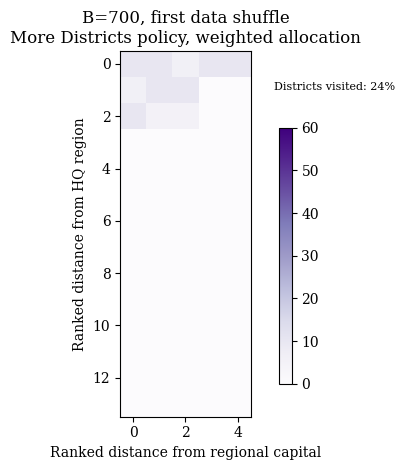 B=700, first data shuffle
More Districts policy, weighted allocation
Districts visited: 24%
Ranked distance from HQ region
0
2
4
6
8
10
12
0 2 4
Ranked distance from regional capital
60
50
40
30
20
10
0